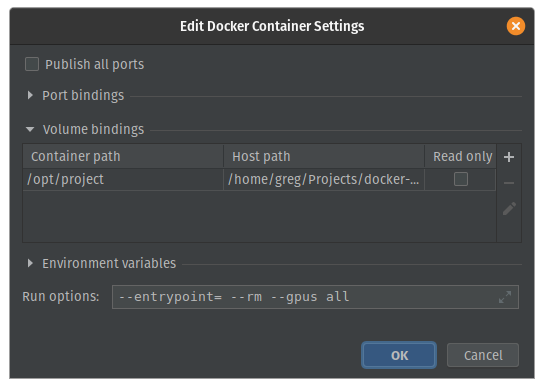 Edit Docker Container Settings
Publish all ports
Port bindings
Volume bindings
Container path Host path Read only
/opt/project /home/greg/Projects/docker-...
Environment variables
Run options: --entrypoint= --rm --gpus all
OK Cancel